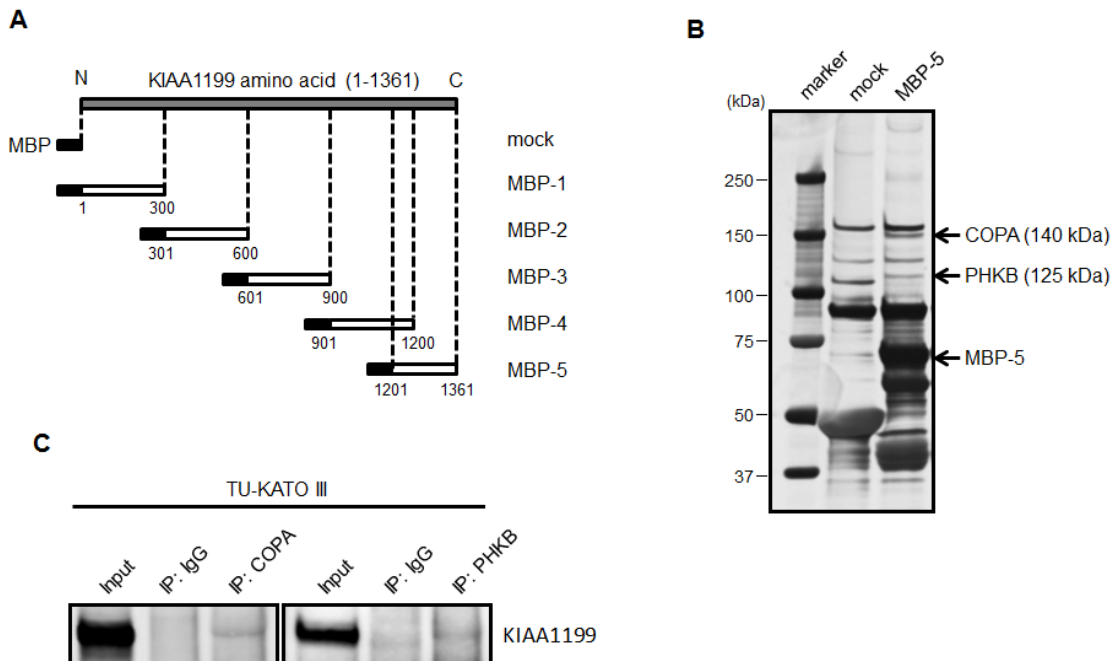 A
N KIAA1199 amino acid (1-1361) C
MBP
mock
MBP-1
1 300
MBP-2
301 600
MBP-3
601 900
MBP-4
901 1200
MBP-5
1201 1361
B
marker mock MBP-5
(kDa)
250
150
100
75
50
37
COPA (140 kDa)
PHKB (125 kDa)
MBP-5
C
TU-KATO III
Input IP: IgG IP: COPA Input IP: IgG IP: PHKB
KIAA1199